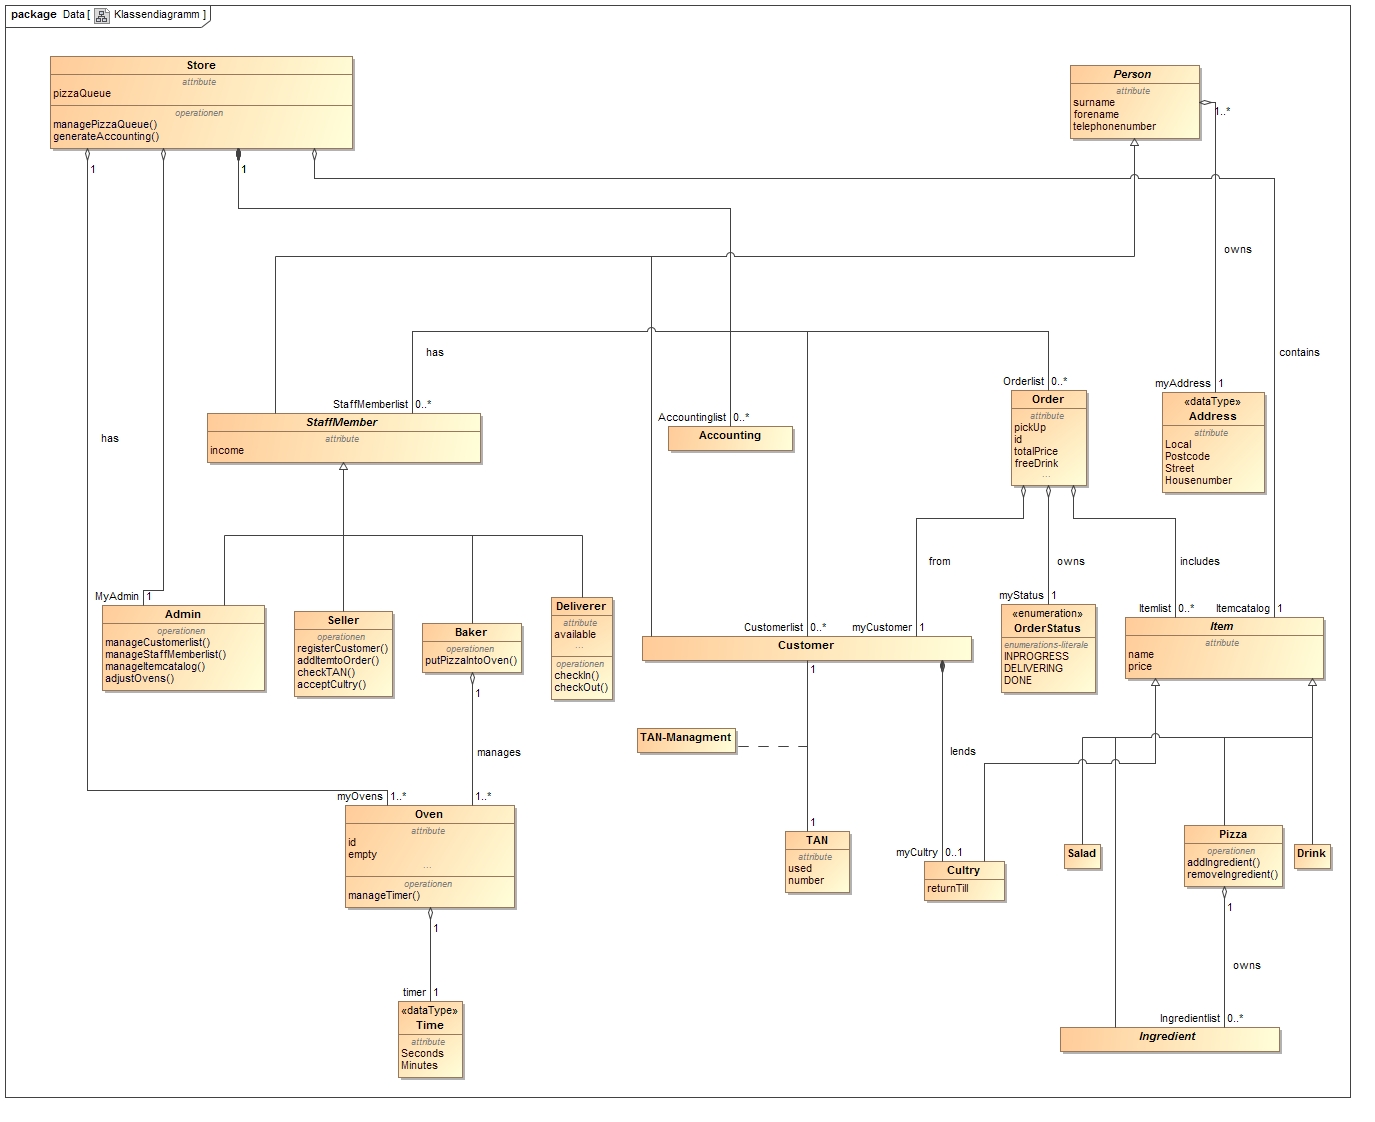 package Data [ Klassendiagramm ]
Store
attribute
pizzaQueue
operationen
managePizzaQueue()
generateAccounting()
1
1
Person
attribute
surname
forename
telephonenumber
1..*
owns
has
contains
has
StaffMemberlist 0..*
StaffMember
attribute
income
Accountinglist 0..*
Accounting
Orderlist 0..*
Order
attribute
pickUp
id
totalPrice
freeDrink
...
myAddress 1
«dataType»
Address
attribute
Local
Postcode
Street
Housenumber
from
owns
includes
MyAdmin 1
Admin
operationen
manageCustomerlist()
manageStaffMemberlist()
manageItemcatalog()
adjustOvens()
Seller
operationen
registerCustomer()
addItemtoOrder()
checkTAN()
acceptCultry()
Baker
operationen
putPizzaIntoOven()
1
Deliverer
attribute
available
...
operationen
checkIn()
checkOut()
Customerlist 0..*
myCustomer 1
Customer
1
myStatus 1
«enumeration»
OrderStatus
enumerations-literale
INPROGRESS
DELIVERING
DONE
Itemlist 0..*
Itemcatalog 1
Item
attribute
name
price
TAN-Managment
manages
lends
myOvens 1..*
1..*
Oven
attribute
id
empty
...
operationen
manageTimer()
1
1
TAN
attribute
used
number
myCultry 0..1
Cultry
returnTill
Salad
Pizza
operationen
addIngredient()
removeIngredient()
1
Drink
owns
timer 1
«dataType»
Time
attribute
Seconds
Minutes
Ingredientlist 0..*
Ingredient